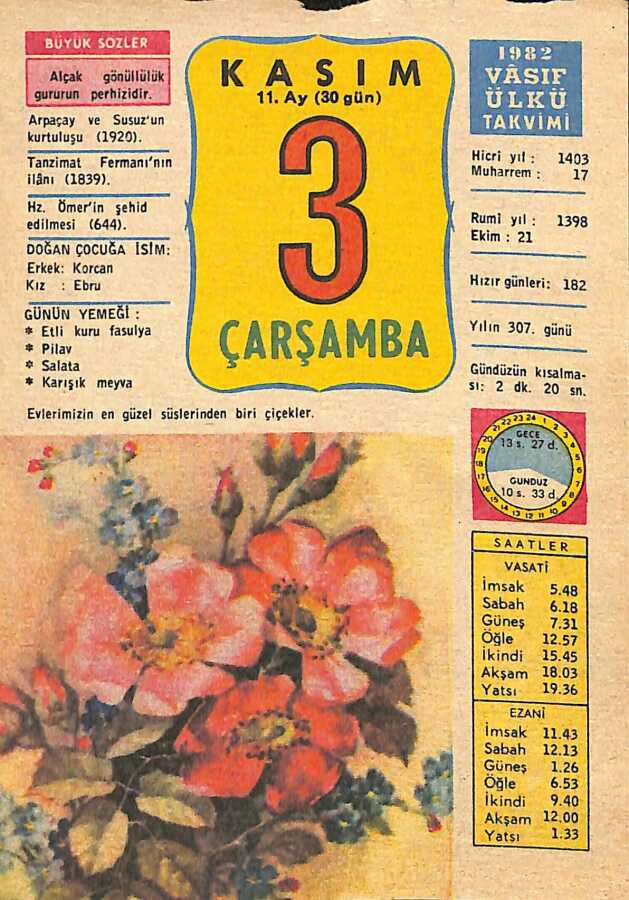 BÜYÜK SÖZLER
Alçak gönüllülük
gururun perhizidir.
Arpaçay ve Susuz'un
kurtuluşu (1920).
Tanzimat Fermanı'nın
ilânı (1839).
Hz. Ömer'in şehid
edilmesi (644).
DOĞAN ÇOCUĞA İSİM:
Erkek: Korcan
Kız : Ebru
GÜNÜN YEMEĞİ :
* Etli kuru fasulya
* Pilav
* Salata
* Karışık meyva
KASIM
11. Ay (30 gün)
3
ÇARŞAMBA
1982
VÂSIF
ÜLKÜ
TAKVİMİ
Hicri yıl : 1403
Muharrem : 17
Rumi yıl : 1398
Ekim : 21
Hızır günleri: 182
Yılın 307. günü
Gündüzün kısalma-
sı: 2 dk. 20 sn.
Evlerimizin en güzel süslerinden biri çiçekler.
GECE
13 s. 27 d.
GÜNDÜZ
10 s. 33 d.
SAATLER
VASATİ
İmsak 5.48
Sabah 6.18
Güneş 7.31
Öğle 12.57
İkindi 15.45
Akşam 18.03
Yatsı 19.36
EZANİ
İmsak 11.43
Sabah 12.13
Güneş 1.26
Öğle 6.53
İkindi 9.40
Akşam 12.00
Yatsı 1.33